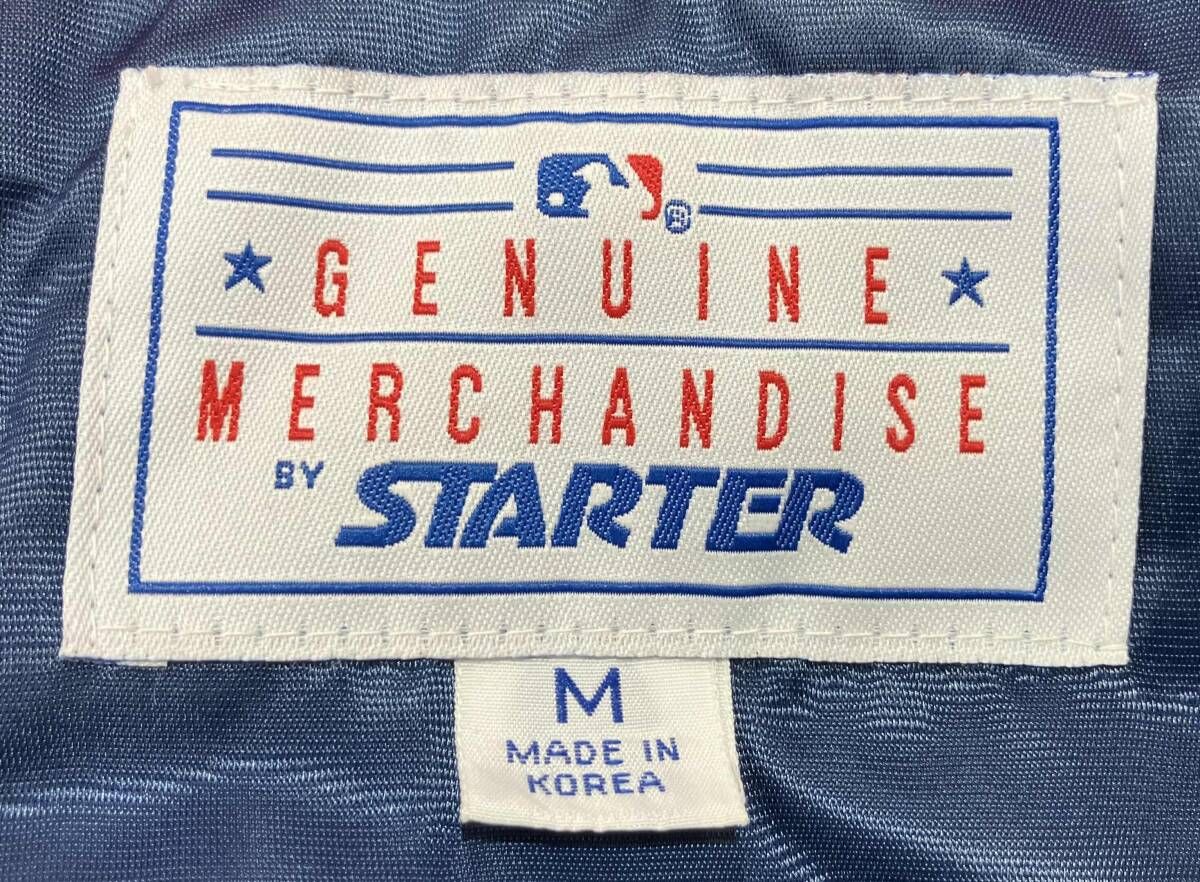 ®
GENUINE
MERCHANDISE
BY STARTER
M
MADE IN
KOREA